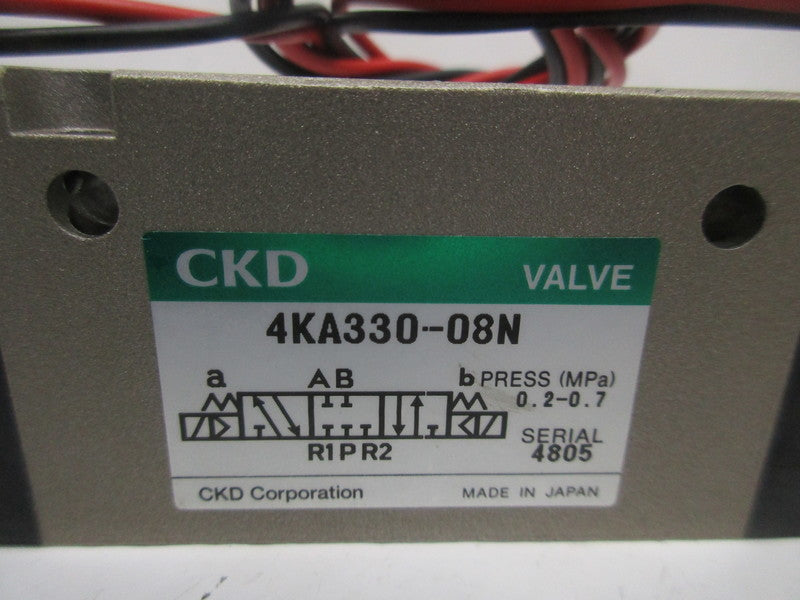 CKD VALVE
4KA330-08N
a AB b PRESS (MPa)
0.2-0.7
R1PR2 SERIAL
4805
CKD Corporation MADE IN JAPAN